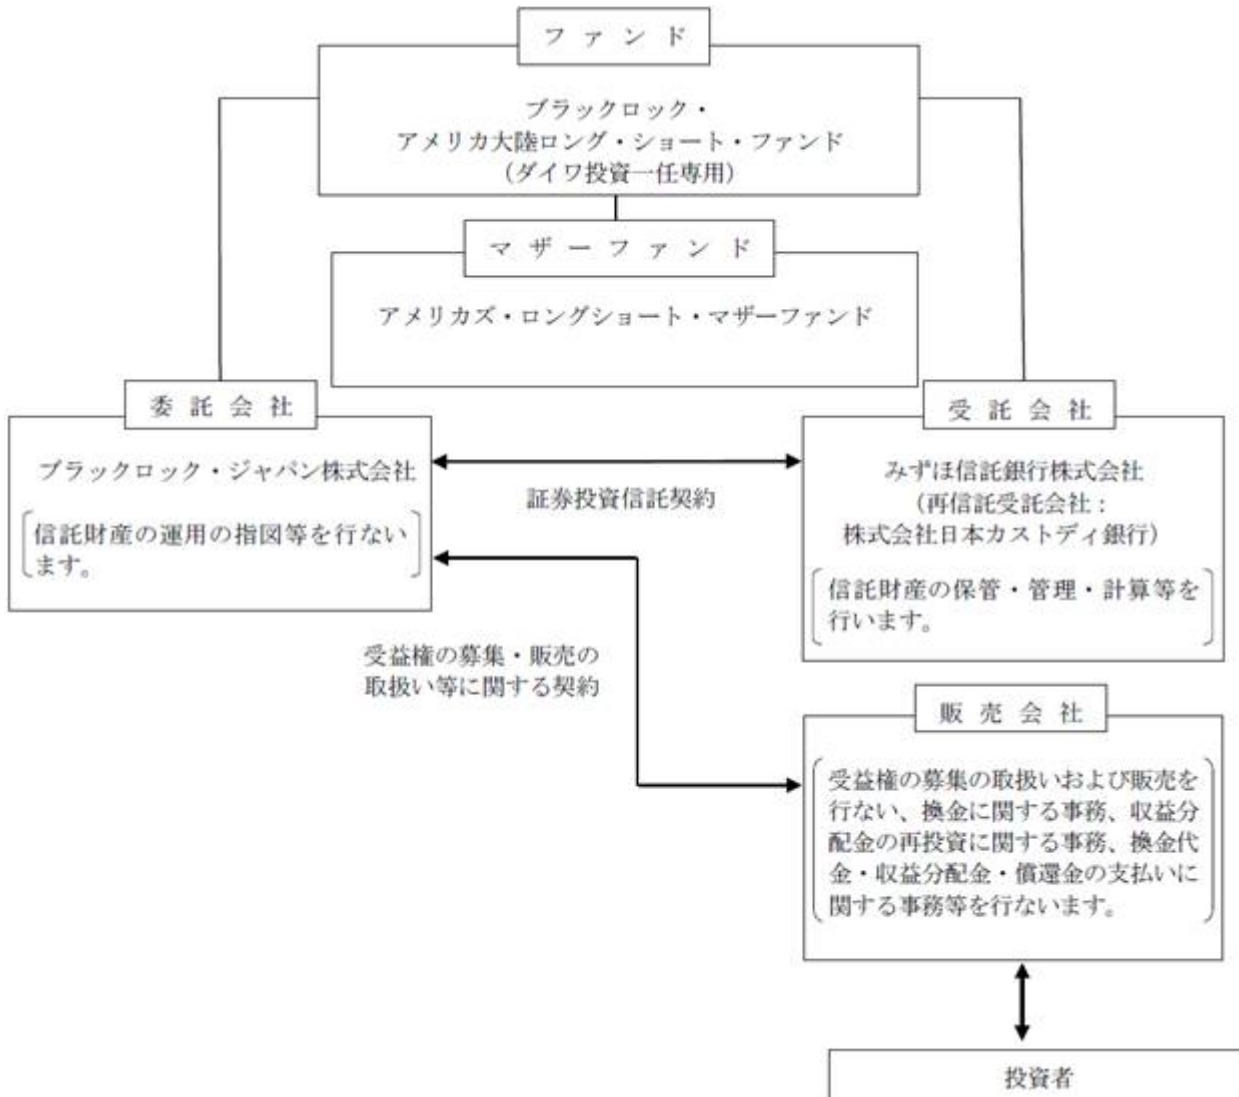 ファンド
ブラックロック・
アメリカ大陸ロング・ショート・ファンド
（ダイワ投資一任専用）
マザーファンド
アメリカズ・ロングショート・マザーファンド
委託会社
ブラックロック・ジャパン株式会社
信託財産の運用の指図等を行ない
ます。
証券投資信託契約
受託会社
みずほ信託銀行株式会社
（再信託受託会社：
株式会社日本カストディ銀行）
信託財産の保管・管理・計算等を
行います。
受益権の募集・販売の
取扱い等に関する契約
販売会社
受益権の募集の取扱いおよび販売を
行ない、換金に関する事務、収益分
配金の再投資に関する事務、換金代
金・収益分配金・償還金の支払いに
関する事務等を行ないます。
投資者